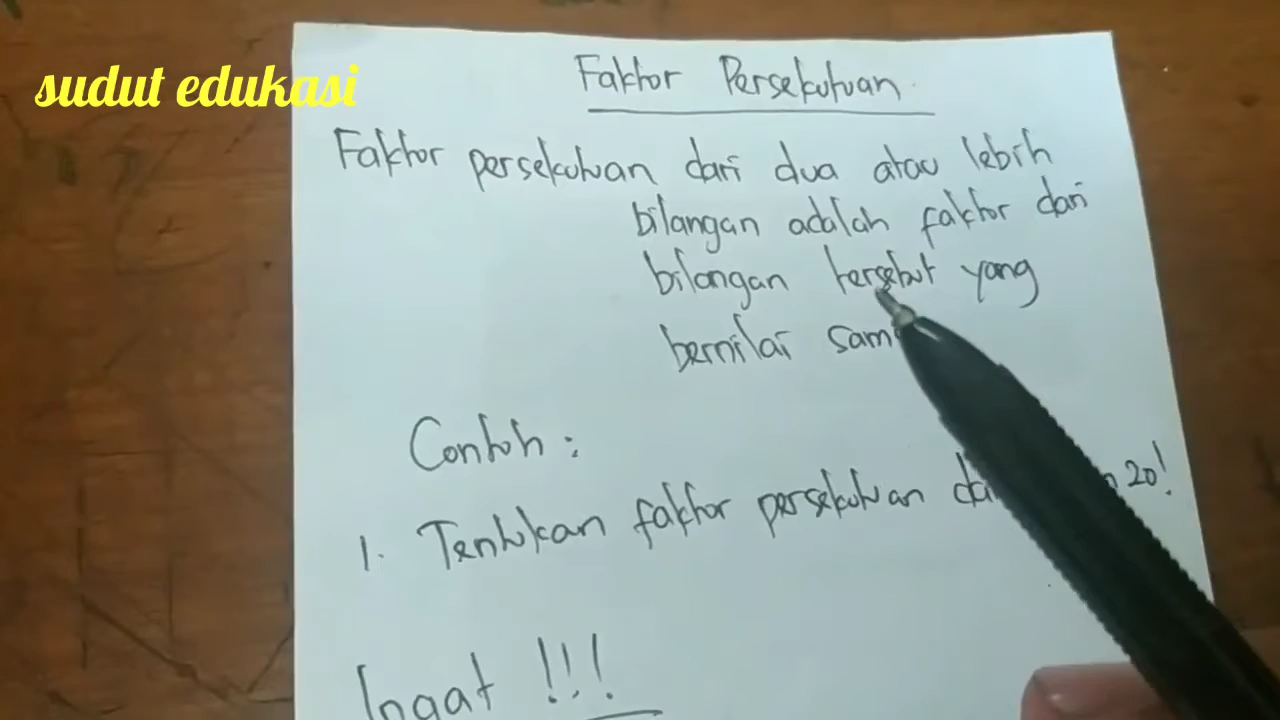 sudut edukasi
Faktor Persekutuan
Faktor persekutuan dari dua atau lebih
bilangan adalah faktor dari
bilangan tersebut yang
bernilai
Contoh :
1. Tentukan faktor persekutuan 20!
Ingat !!!